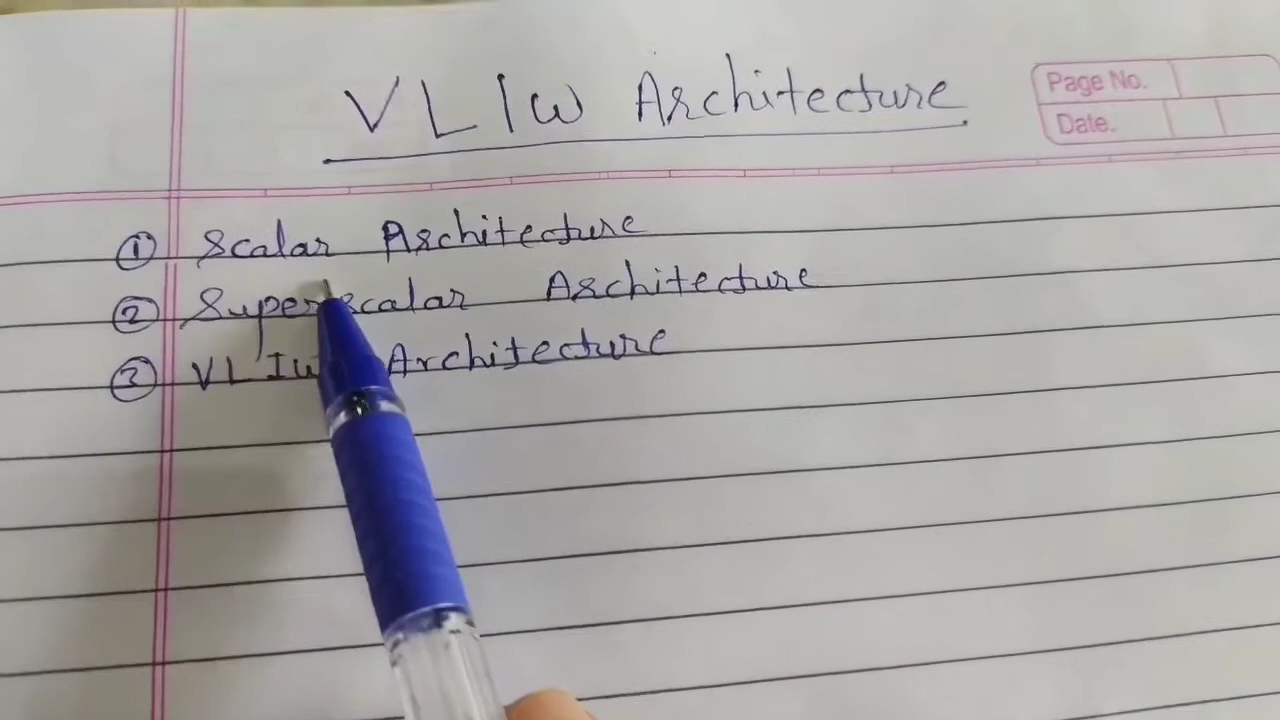 VLIW Architecture
Page No.
Date.
① Scalar Architecture
② Superscalar Architecture
③ VLIW Architecture